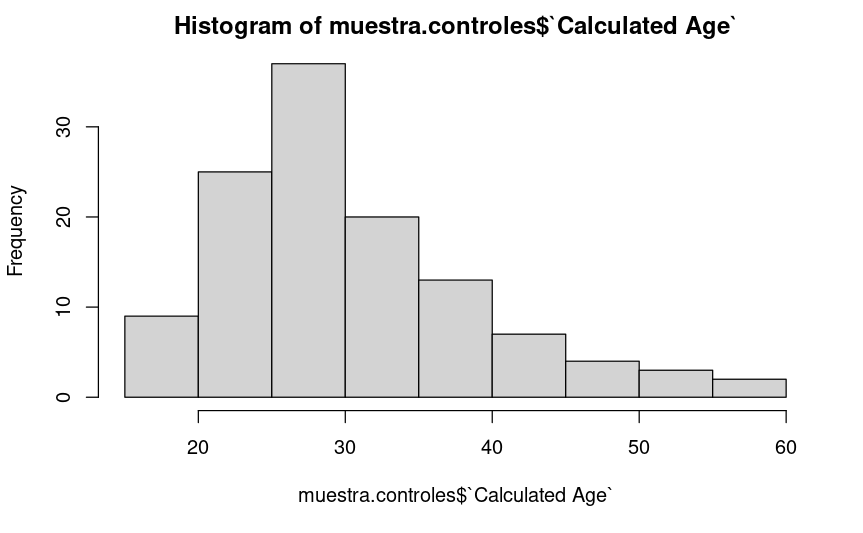 Histogram of muestra.controles$`Calculated Age`
Frequency
30
20
10
0
20 30 40 50 60
muestra.controles$`Calculated Age`